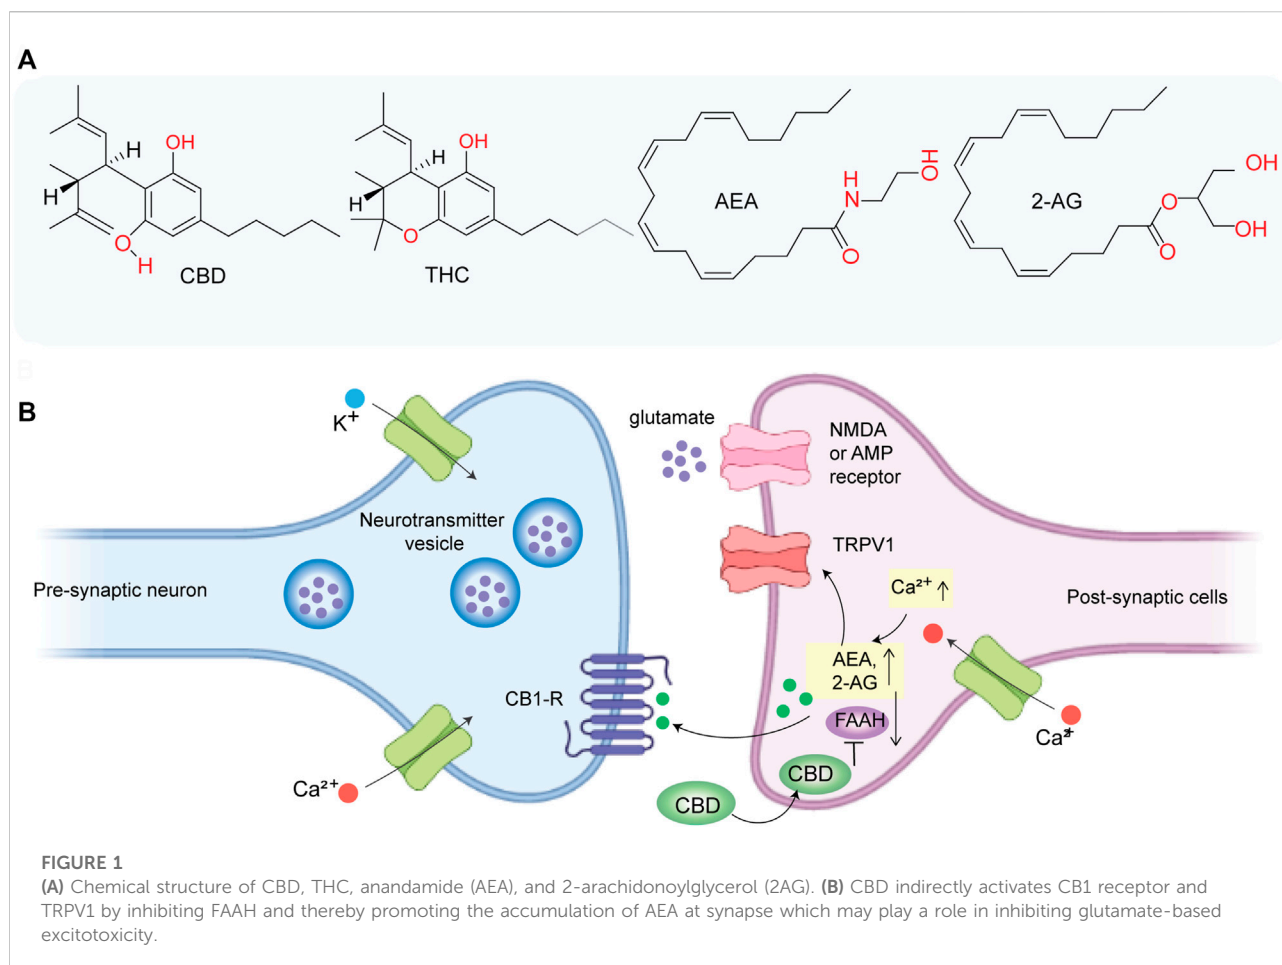 A
OH
H
H
O
H
CBD
OH
H
H
O
THC
AEA
H
N
OH
O
2-AG
OH
O
OH
O
B
K+
glutamate
NMDA
or AMP
receptor
Neurotransmitter
vesicle
TRPV1
Pre-synaptic neuron
Ca²⁺ ↑
Post-synaptic cells
AEA,
2-AG
CB1-R
FAAH
Ca²⁺
Ca²⁺
CBD
CBD
FIGURE 1
(A) Chemical structure of CBD, THC, anandamide (AEA), and 2-arachidonoylglycerol (2AG). (B) CBD indirectly activates CB1 receptor and
TRPV1 by inhibiting FAAH and thereby promoting the accumulation of AEA at synapse which may play a role in inhibiting glutamate-based
excitotoxicity.